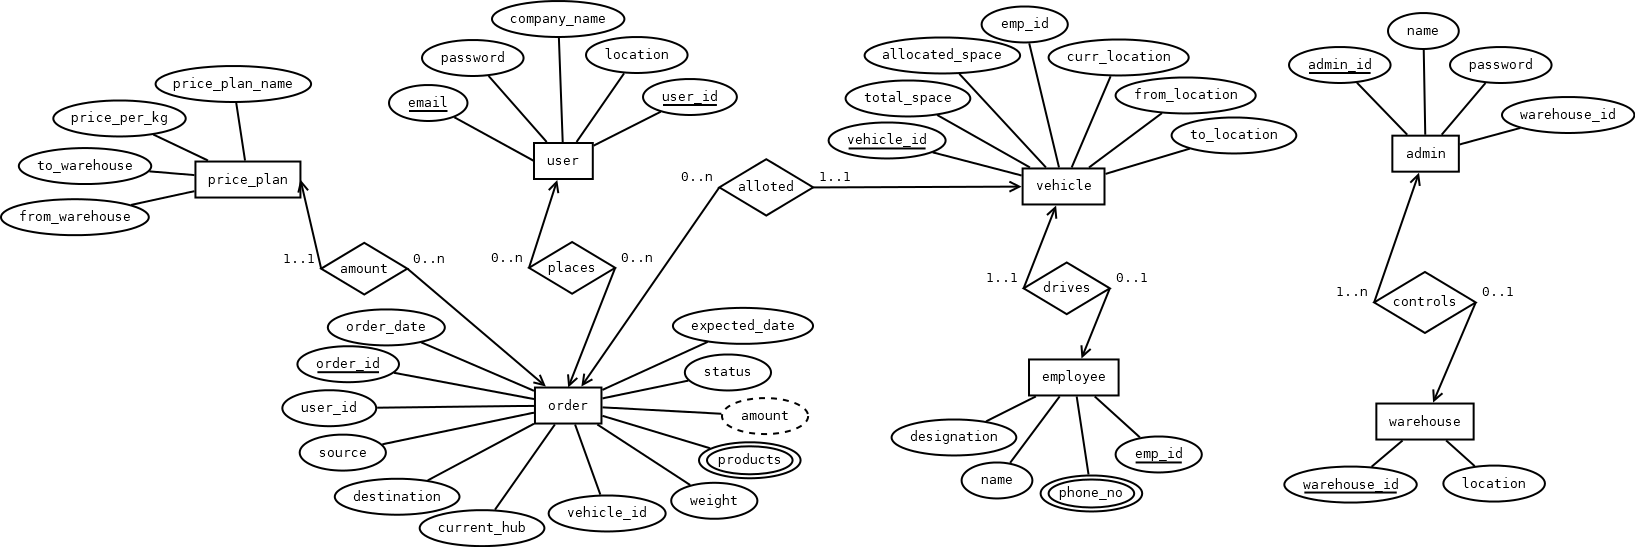 company_name
password
location
email
user_id
user
price_plan_name
price_per_kg
to_warehouse
from_warehouse
price_plan
emp_id
allocated_space
curr_location
total_space
from_location
vehicle_id
to_location
vehicle
name
admin_id
password
warehouse_id
admin
0..n
alloted
1..1
1..1
amount
0..n
0..n
places
0..n
1..1
drives
0..1
1..n
controls
0..1
order_date
expected_date
order_id
status
user_id
order
amount
source
products
destination
weight
current_hub
vehicle_id
employee
designation
emp_id
name
phone_no
warehouse
warehouse_id
location